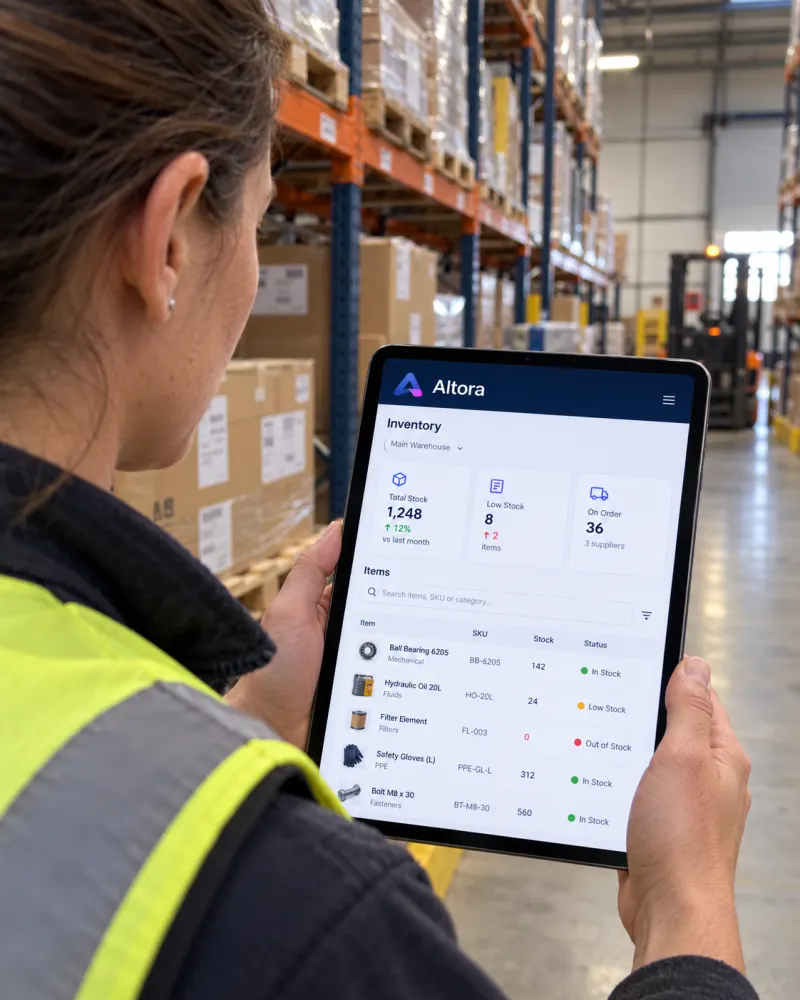 Altora
Inventory
Main Warehouse
Total Stock
1,248
↑ 12%
vs last month
Low Stock
8
↑ 2
items
On Order
36
3 suppliers
Items
Search items, SKU or category...
Item SKU Stock Status
Ball Bearing 6205
Mechanical
BB-6205 142 In Stock
Hydraulic Oil 20L
Fluids
HO-20L 24 Low Stock
Filter Element
Filters
FL-003 0 Out of Stock
Safety Gloves (L)
PPE
PPE-GL-L 312 In Stock
Bolt M8 x 30
Fasteners
BT-M8-30 560 In Stock